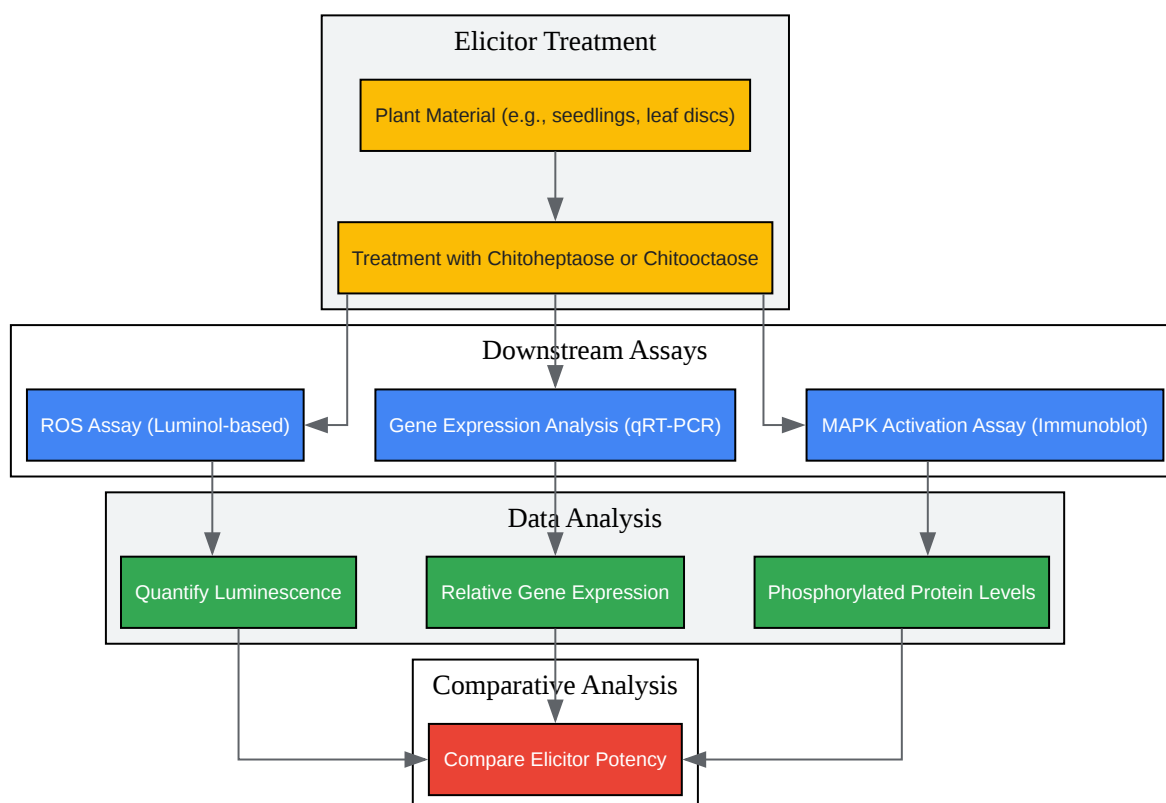 Elicitor Treatment
Plant Material (e.g., seedlings, leaf discs)
Treatment with Chitoheptaose or Chitooctaose
Downstream Assays
ROS Assay (Luminol-based)
Gene Expression Analysis (qRT-PCR)
MAPK Activation Assay (Immunoblot)
Data Analysis
Quantify Luminescence
Relative Gene Expression
Phosphorylated Protein Levels
Comparative Analysis
Compare Elicitor Potency